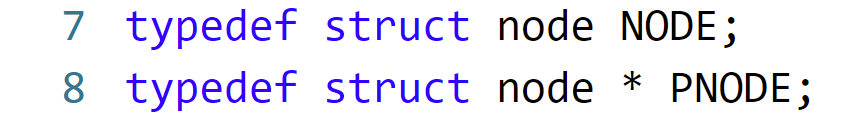 7 typedef struct node NODE;
8 typedef struct node * PNODE;